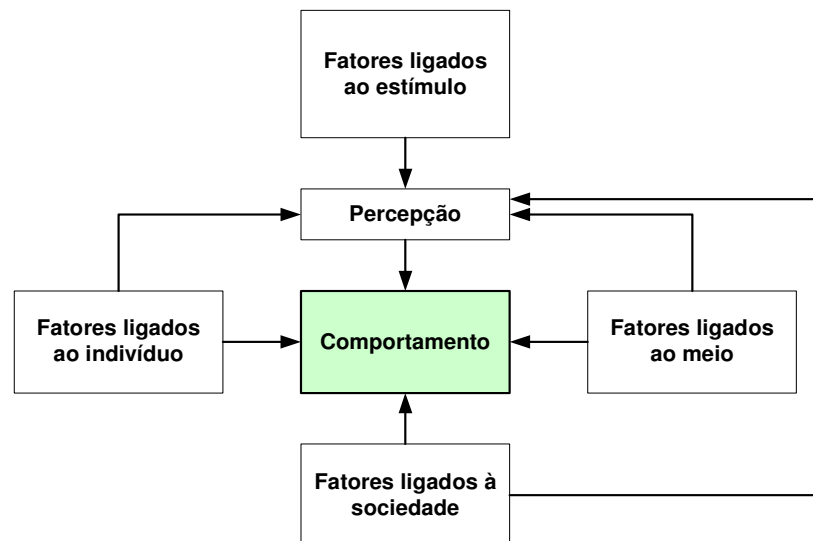 Fatores ligados
ao estímulo
Percepção
Fatores ligados
ao indivíduo
Comportamento
Fatores ligados
ao meio
Fatores ligados à
sociedade